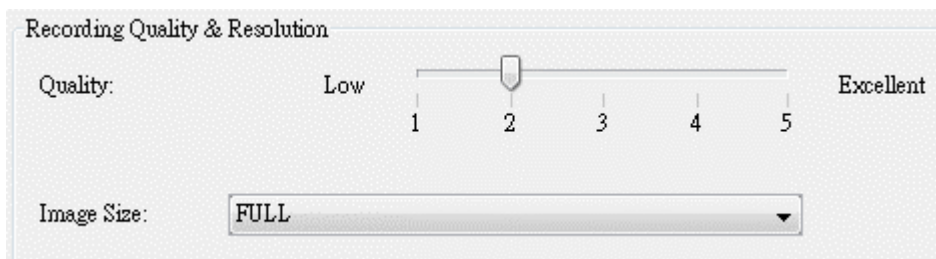 Recording Quality & Resolution
Quality: Low Excellent
1 2 3 4 5
Image Size: FULL